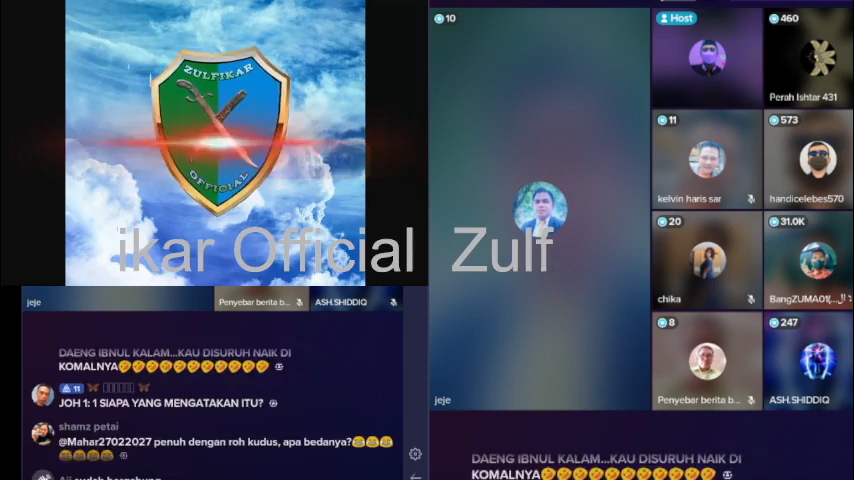 ZULFIKAR
OFFICIAL
ikar Official Zulf
jeje
Penyebar berita b...
ASH.SHIDDIQ
DAENG IBNUL KALAM...KAU DISURUH NAIK DI
KOMALNYA🤣🤣🤣🤣🤣🤣🤣🤣🤣🤣🤣
11
JOH 1: 1 SIAPA YANG MENGATAKAN ITU?
shamz petai
@Mahar27022027 penuh dengan roh kudus, apa bedanya?😂😂😂
😂😂😂😂
10
Host
460
Perah Ishtar 431
11
573
kelvin haris sar
handicelebes570
20
31.0K
chika
BangZUMA01(...
8
247
jeje
Penyebar berita b...
ASH.SHIDDIQ
DAENG IBNUL KALAM...KAU DISURUH NAIK DI
KOMALNYA🤣🤣🤣🤣🤣🤣🤣🤣🤣🤣🤣